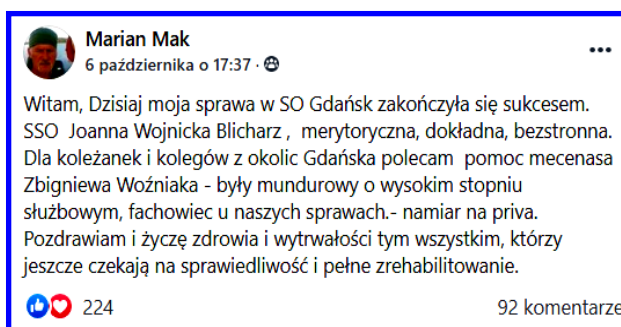 Marian Mak
6 października o 17:37 ·
Witam, Dzisiaj moja sprawa w SO Gdańsk zakończyła się sukcesem.
SSO Joanna Wojnicka Blicharz , merytoryczna, dokładna, bezstronna.
Dla koleżanek i kolegów z okolic Gdańska polecam pomoc mecenasa
Zbigniewa Woźniaka - były mundurowy o wysokim stopniu
służbowym, fachowiec u naszych sprawach.- namiar na priva.
Pozdrawiam i życzę zdrowia i wytrwałości tym wszystkim, którzy
jeszcze czekają na sprawiedliwość i pełne zrehabilitowanie.
224 92 komentarze